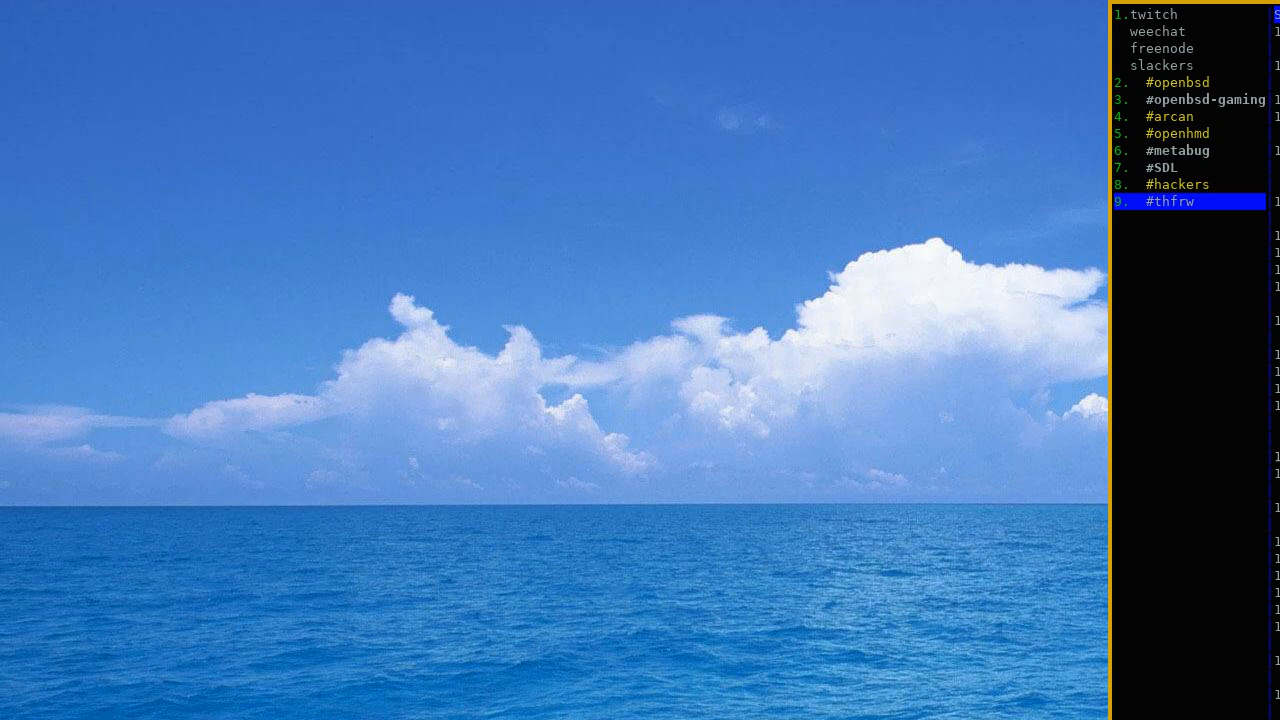 1.twitch
weechat
freenode
slackers
2. #openbsd
3. #openbsd-gaming
4. #arcan
5. #openhmd
6. #metabug
7. #SDL
8. #hackers
9. #thfrw